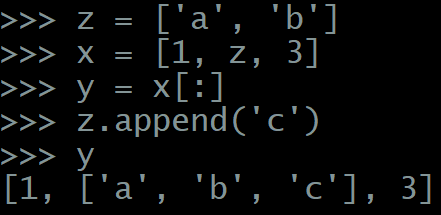 >>> z = ['a', 'b']
>>> x = [1, z, 3]
>>> y = x[:]
>>> z.append('c')
>>> y
[1, ['a', 'b', 'c'], 3]